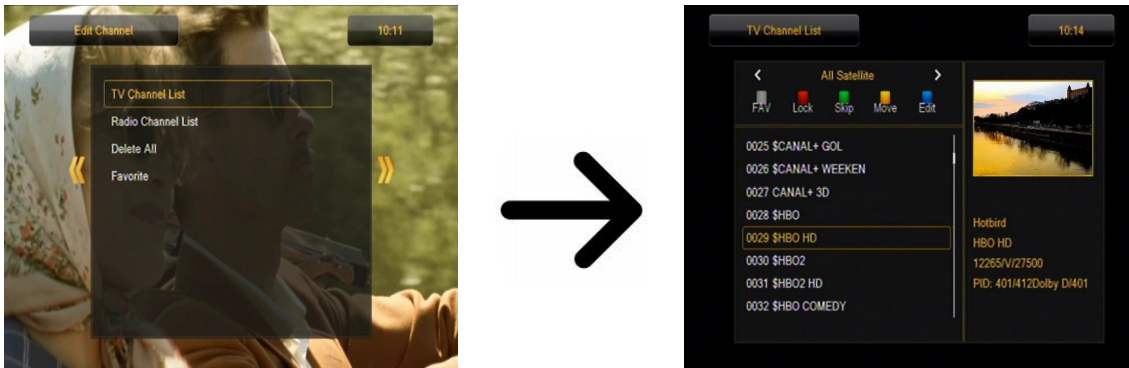 Edit Channel
10:11
TV Channel List
Radio Channel List
Delete All
Favorite
TV Channel List
10:14
All Satellite
FAV Lock Skip Move Edit
0025 $CANAL+ GOL
0026 $CANAL+ WEEKEN
0027 CANAL+ 3D
0028 $HBO
0029 $HBO HD
0030 $HBO2
0031 $HBO2 HD
0032 $HBO COMEDY
Hotbird
HBO HD
12265/V/27500
PID: 401/412Dolby D/401